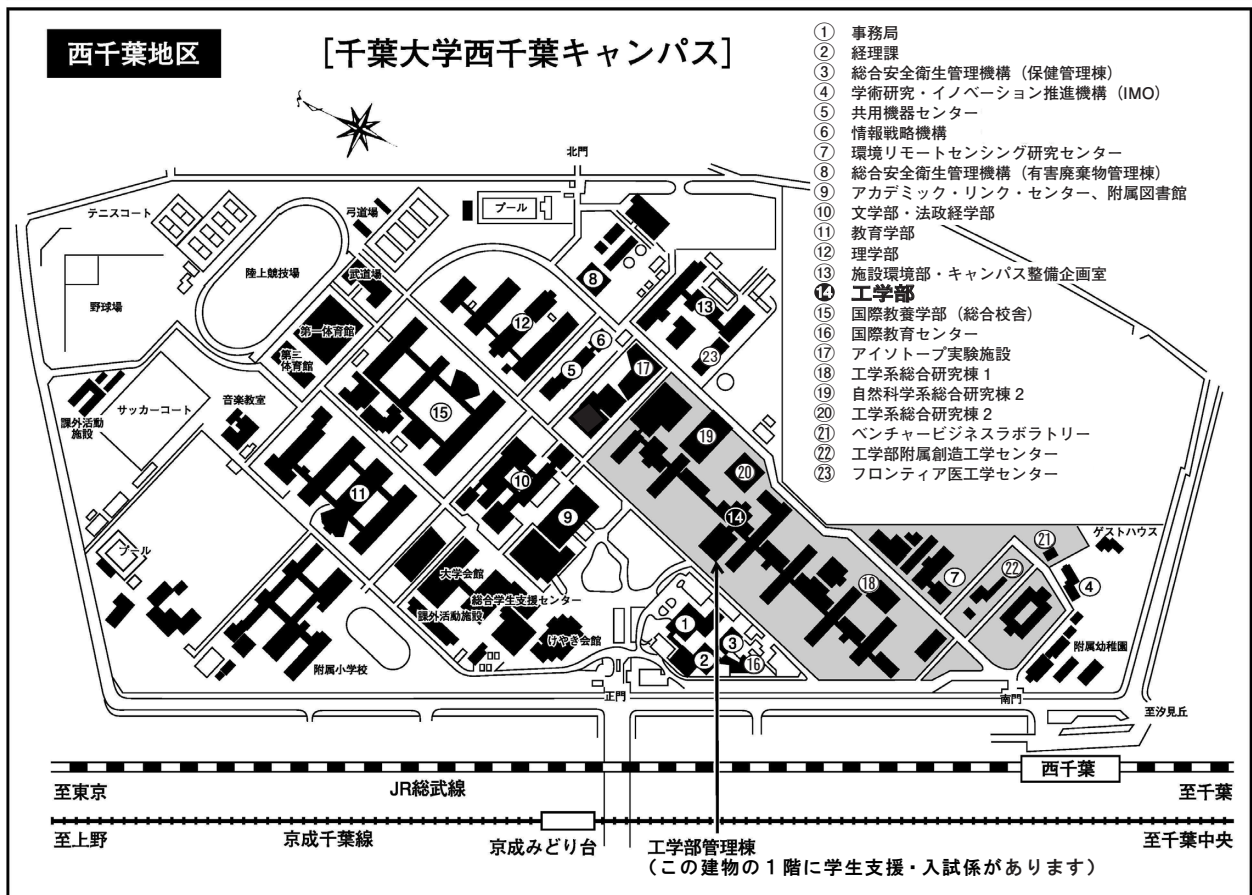 西千葉地区
[千葉大学西千葉キャンパス]
① 事務局
② 経理課
③ 総合安全衛生管理機構（保健管理棟）
④ 学術研究・イノベーション推進機構（IMO）
⑤ 共用機器センター
⑥ 情報戦略機構
⑦ 環境リモートセンシング研究センター
⑧ 総合安全衛生管理機構（有害廃棄物管理棟）
⑨ アカデミック・リンク・センター、附属図書館
⑩ 文学部・法政経学部
⑪ 教育学部
⑫ 理学部
⑬ 施設環境部・キャンパス整備企画室
⓮ 工学部
⑮ 国際教養学部（総合校舎）
⑯ 国際教育センター
⑰ アイソトープ実験施設
⑱ 工学系総合研究棟１
⑲ 自然科学系総合研究棟２
⑳ 工学系総合研究棟２
㉑ ベンチャービジネスラボラトリー
㉒ 工学部附属創造工学センター
㉓ フロンティア医工学センター
北門
テニスコート
弓道場
プール
陸上競技場
武道場
野球場
⑧
⑬
⑫
⑥
㉓
第一体育館
第二
体育館
⑤
⑰
課外活動
施設
サッカーコート
音楽教室
⑮
⑲
⑳
⑩
⑪
⑨
⓮
プール
大学会館
総合学生支援センター
課外活動施設
けやき会館
附属小学校
①
②
③
⑯
⑱
⑦
㉑
㉒
ゲストハウス
④
附属幼稚園
正門
南門
至汐見丘
西千葉
至東京
JR総武線
至千葉
至上野
京成千葉線
京成みどり台
至千葉中央
工学部管理棟
（この建物の１階に学生支援・入試係があります）